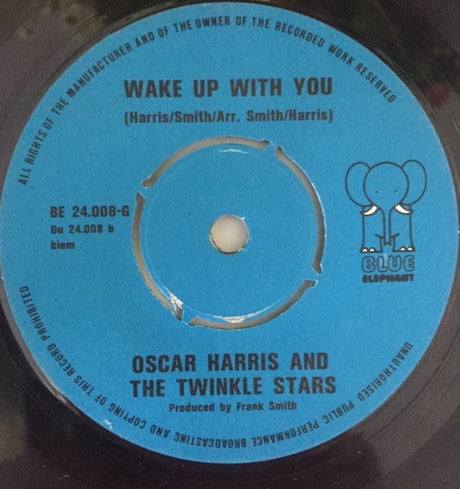 ALL RIGHTS OF THE MANUFACTURER AND OF THE OWNER OF THE RECORDED WORK RESERVED
WAKE UP WITH YOU
(Harris/Smith/Arr. Smith/Harris)
BE 24.008-G
Du 24.008 b
biem
BLUE
ELEPHANT
OSCAR HARRIS AND
THE TWINKLE STARS
Produced by Frank Smith
UNAUTHORISED PUBLIC PERFORMANCE BROADCASTING AND COPYING OF THIS RECORD PROHIBITED